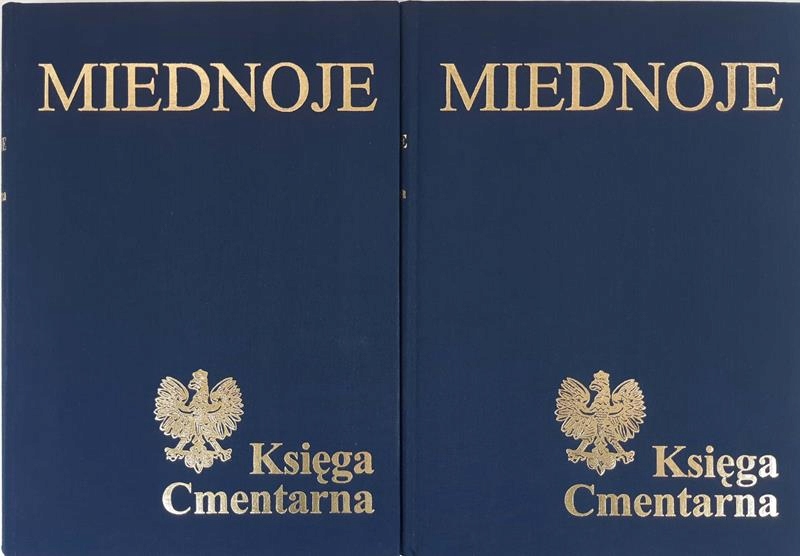 MIEDNOJE
Księga
Cmentarna
MIEDNOJE
Księga
Cmentarna